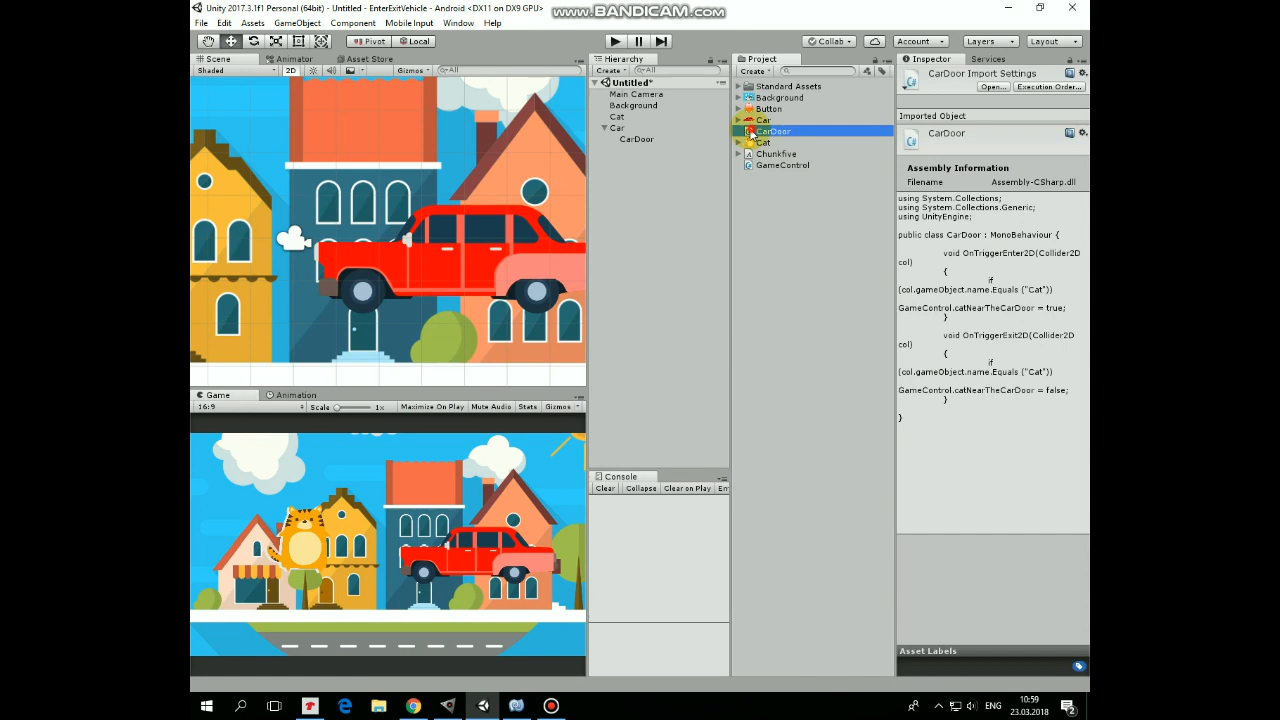 Unity 2017.3.1f1 Personal (64bit) - Untitled - EnterExitVehicle - Android <DX11 on DX9 GPU>
www.BANDICAM.com
File Edit Assets GameObject Component Mobile Input Window Help
Pivot Local Collab Account Layers Layout
Scene Animator Asset Store
Shaded 2D Gizmos All
Hierarchy
Create All
Untitled*
Main Camera
Background
Cat
Car
CarDoor
Project
Create
Standard Assets
Background
Button
Car
CarDoor
Cat
Chunkfive
GameControl
Inspector Services
CarDoor Import Settings
Open... Execution Order...
Imported Object
CarDoor
Assembly Information
Filename Assembly-CSharp.dll
using System.Collections;
using System.Collections.Generic;
using UnityEngine;
public class CarDoor : MonoBehaviour {
void OnTriggerEnter2D(Collider2D
col)
{
if
(col.gameObject.name.Equals ("Cat"))
GameControl.catNearTheCarDoor = true;
}
void OnTriggerExit2D(Collider2D
col)
{
if
(col.gameObject.name.Equals ("Cat"))
GameControl.catNearTheCarDoor = false;
}
}
Asset Labels
Game Animation
16:9 Scale 1x Maximize On Play Mute Audio Stats Gizmos
Console
Clear Collapse Clear on Play
ENG
10:59
23.03.2018
2